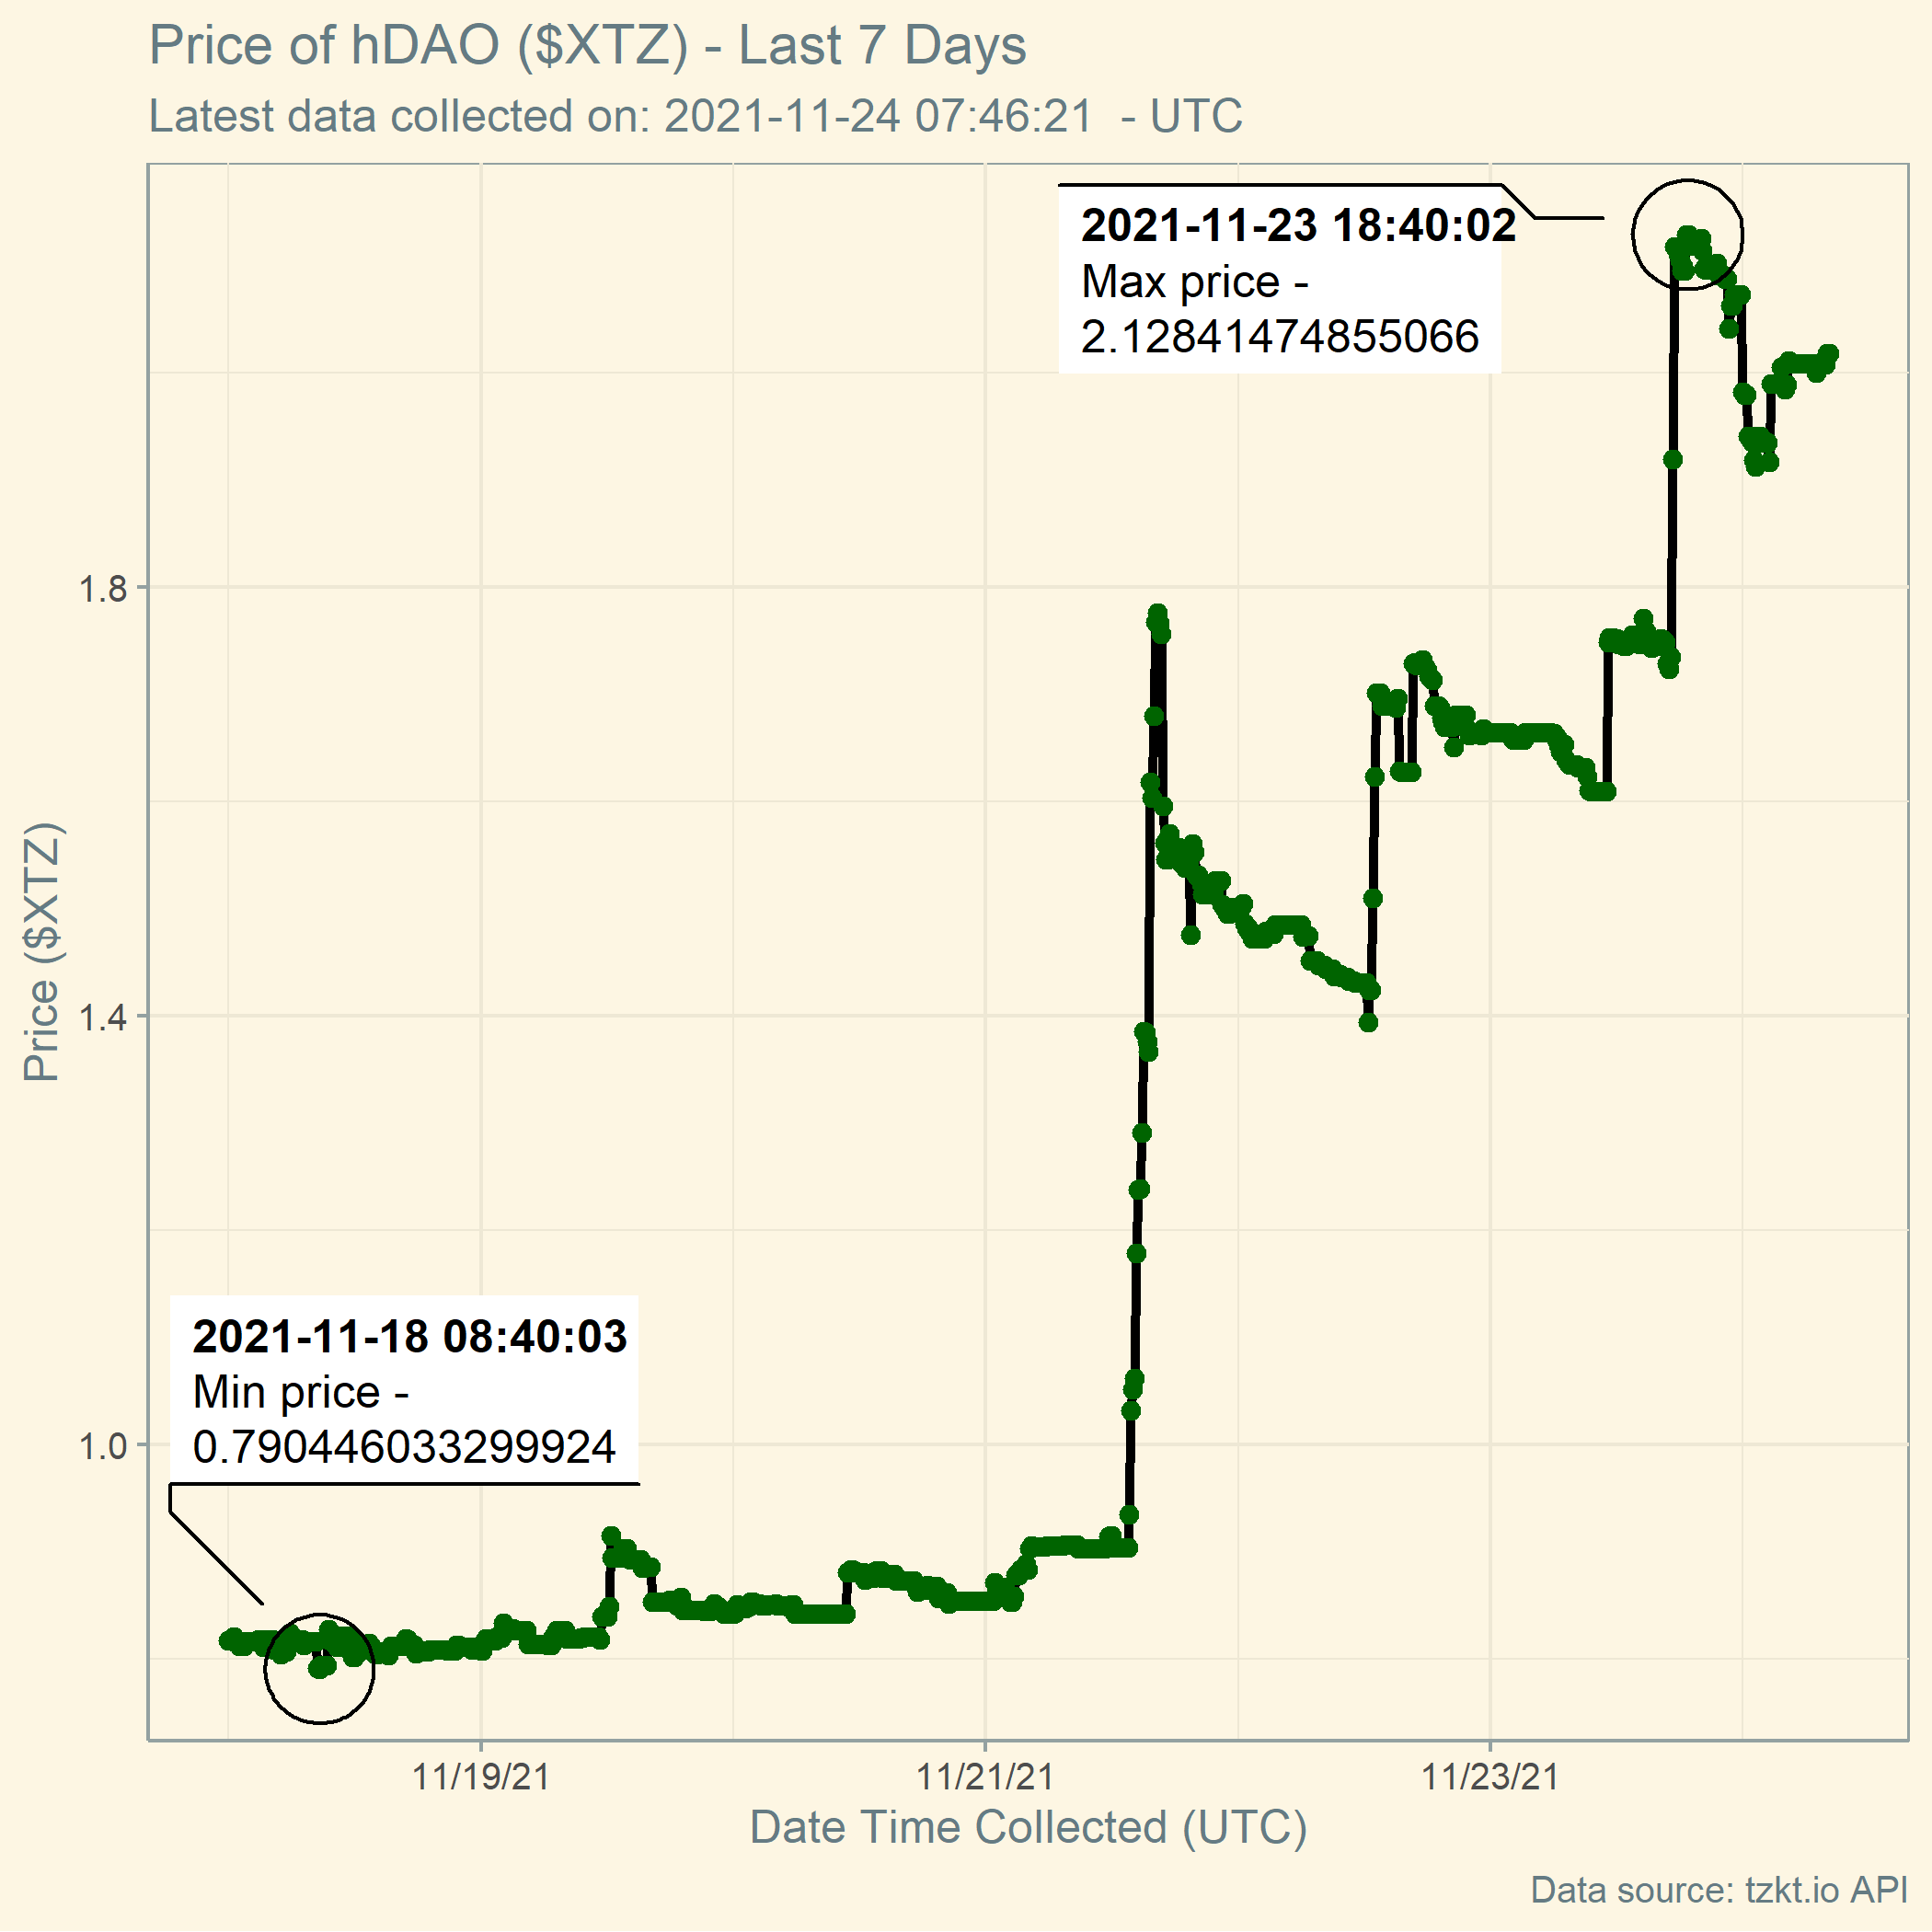 Price of hDAO ($XTZ) - Last 7 Days
Latest data collected on: 2021-11-24 07:46:21  - UTC
2021-11-23 18:40:02
Max price -
2.12841474855066
1.8
1.4
1.0
Price ($XTZ)
2021-11-18 08:40:03
Min price -
0.790446033299924
11/19/21
11/21/21
11/23/21
Date Time Collected (UTC)
Data source: tzkt.io API